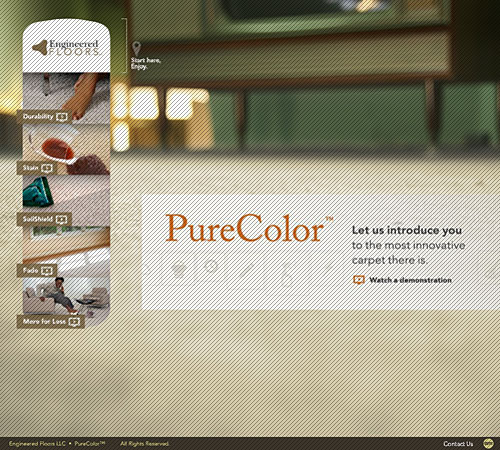 Engineered
FLOORS
Start here,
Enjoy.
Durability
Stain
SoilShield
Fade
More for Less
PureColor™
Let us introduce you
to the most innovative
carpet there is.
Watch a demonstration
Engineered Floors LLC • PureColor™ All Rights Reserved.
Contact Us